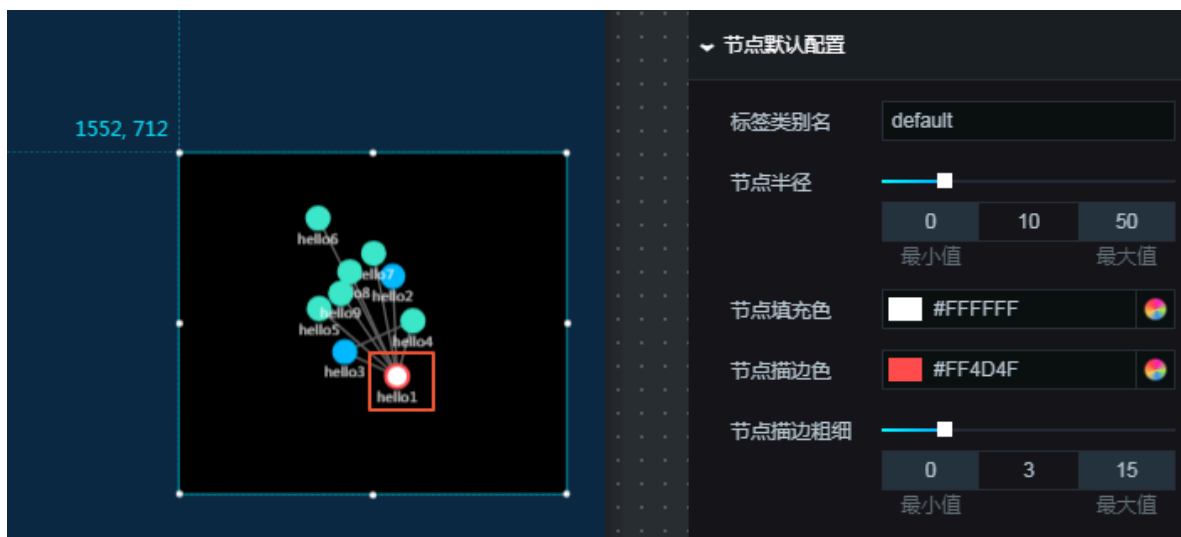 1552, 712
hello6
ello7
o8
hello2
hello9
hello5
hello4
hello3
hello1
节点默认配置
标签类别名 default
节点半径
0 10 50
最小值 最大值
节点填充色 #FFFFFF
节点描边色 #FF4D4F
节点描边粗细
0 3 15
最小值 最大值